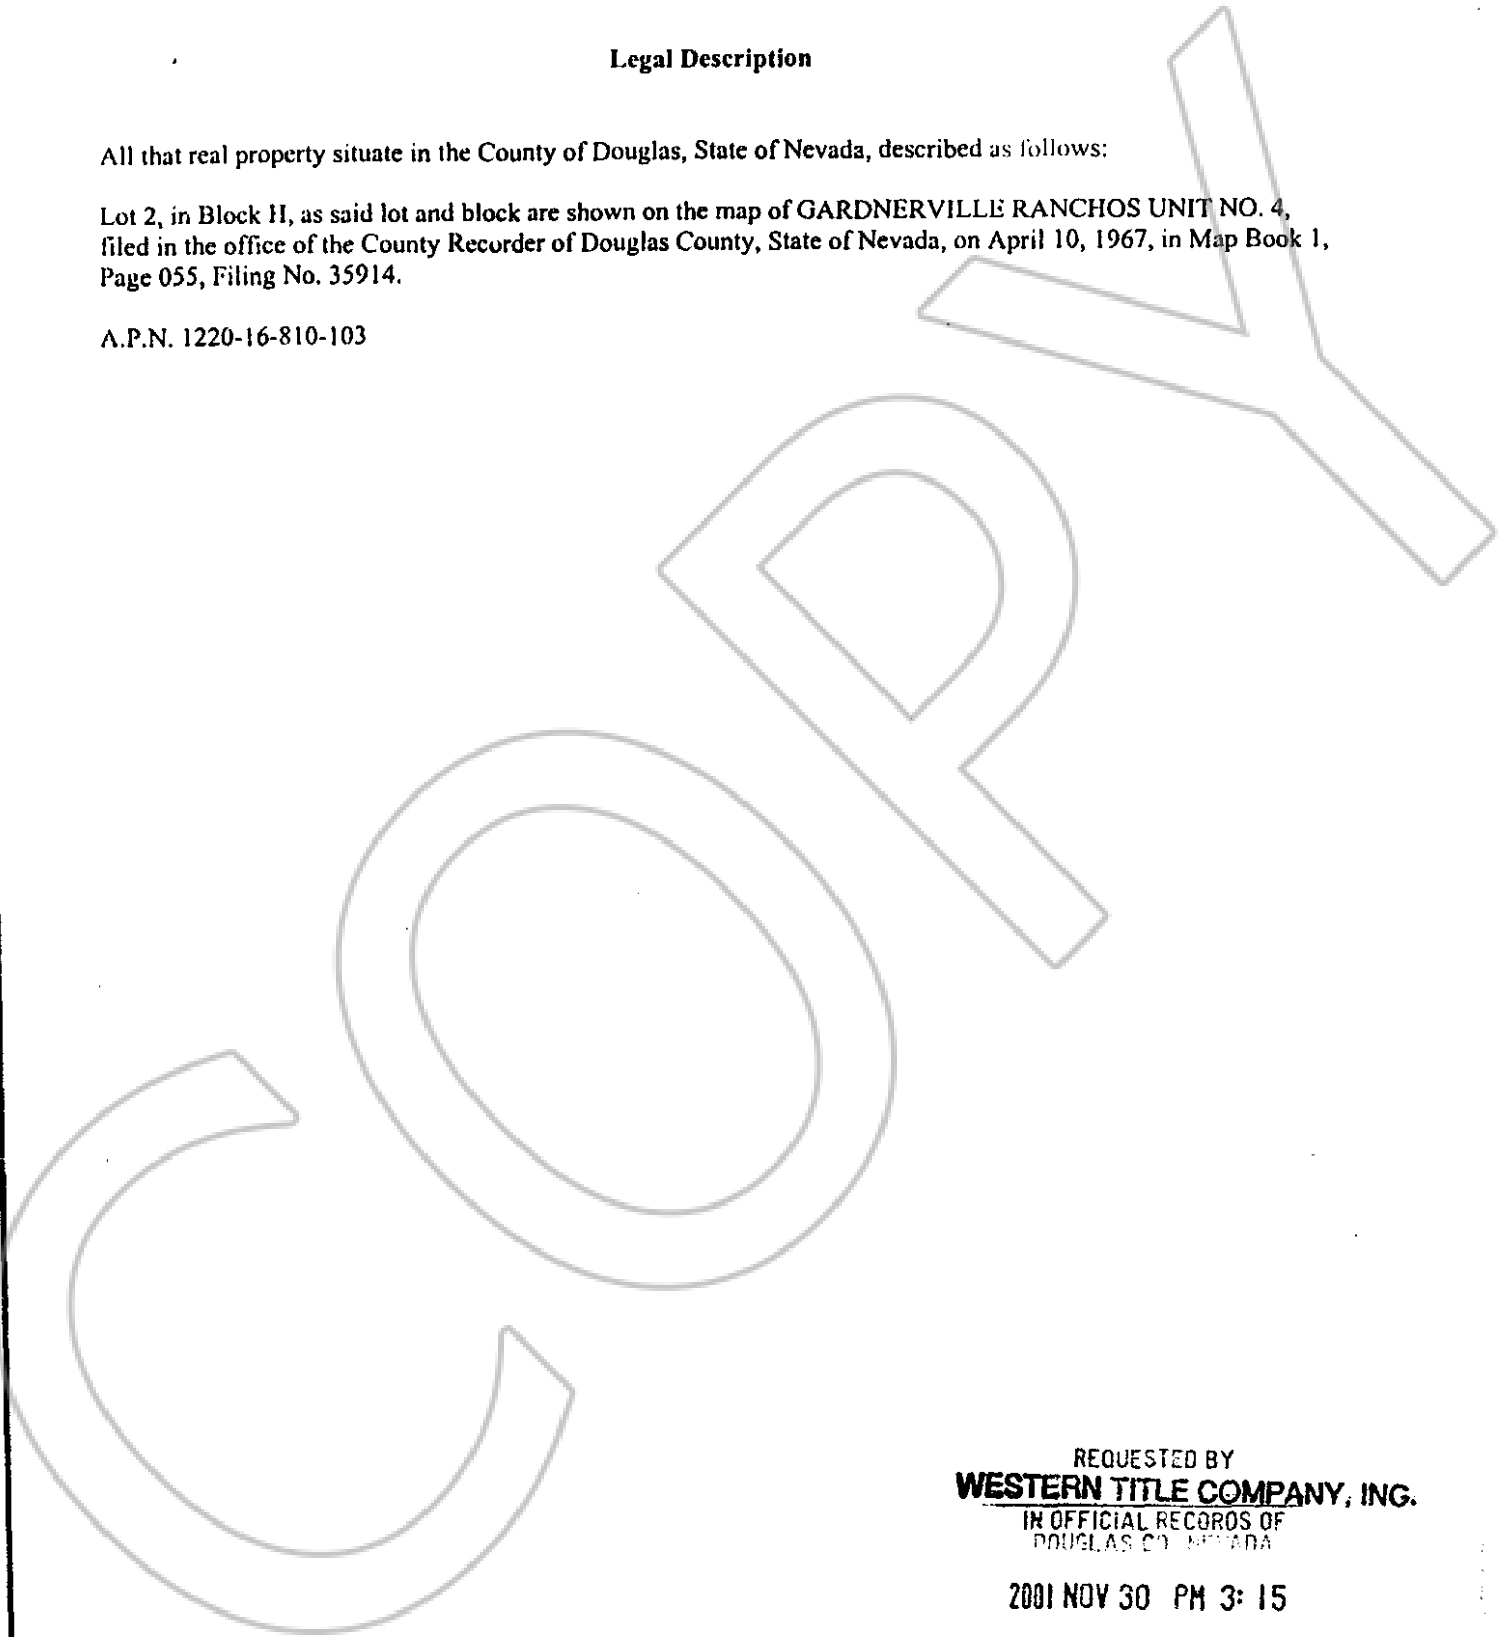 Legal Description
All that real property situate in the County of Douglas, State of Nevada, described as follows:
Lot 2, in Block H, as said lot and block are shown on the map of GARDNERVILLE RANCHOS UNIT NO. 4,
filed in the office of the County Recorder of Douglas County, State of Nevada, on April 10, 1967, in Map Book 1,
Page 055, Filing No. 35914.
A.P.N. 1220-16-810-103
COPY
REQUESTED BY
WESTERN TITLE COMPANY, INC.
IN OFFICIAL RECORDS OF
DOUGLAS CO. NEVADA
2001 NOV 30 PM 3: 15